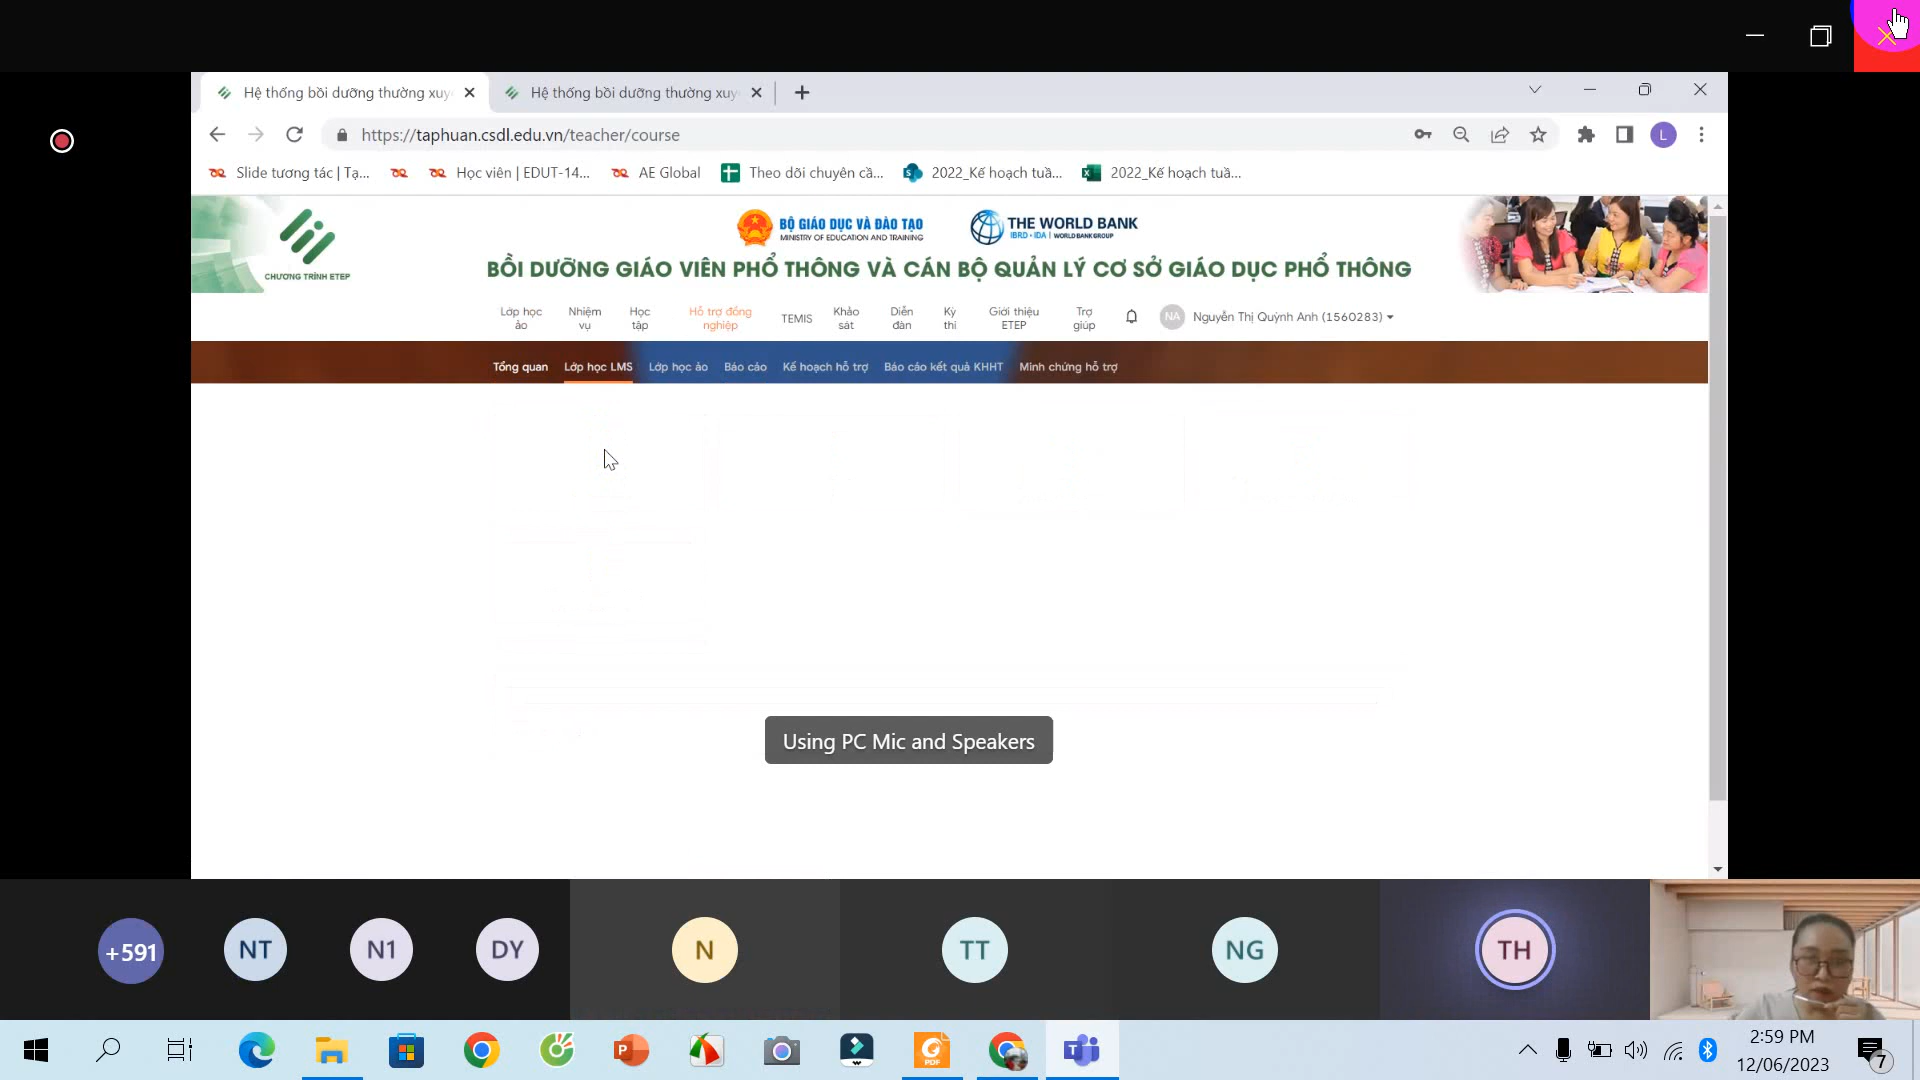 Hệ thống bồi dưỡng thường xuy
Hệ thống bồi dưỡng thường xuy
https://taphuan.csdl.edu.vn/teacher/course
L
Slide tương tác | Tạ...
Học viên | EDUT-14...
AE Global
Theo dõi chuyên cầ...
2022_Kế hoạch tuầ...
2022_Kế hoạch tuầ...
CHƯƠNG TRÌNH ETEP
BỘ GIÁO DỤC VÀ ĐÀO TẠO
MINISTRY OF EDUCATION AND TRAINING
THE WORLD BANK
IBRD • IDA | WORLD BANK GROUP
BỒI DƯỠNG GIÁO VIÊN PHỔ THÔNG VÀ CÁN BỘ QUẢN LÝ CƠ SỞ GIÁO DỤC PHỔ THÔNG
Lớp học ảo
Nhiệm vụ
Học tập
Hỗ trợ đồng nghiệp
TEMIS
Khảo sát
Diễn đàn
Kỳ thi
Giới thiệu ETEP
Trợ giúp
NA
Nguyễn Thị Quỳnh Anh (1560283)
Tổng quan
Lớp học LMS
Lớp học ảo
Báo cáo
Kế hoạch hỗ trợ
Báo cáo kết quả KHHT
Minh chứng hỗ trợ
Using PC Mic and Speakers
+591
NT
N1
DY
N
TT
NG
TH
2:59 PM
12/06/2023
7